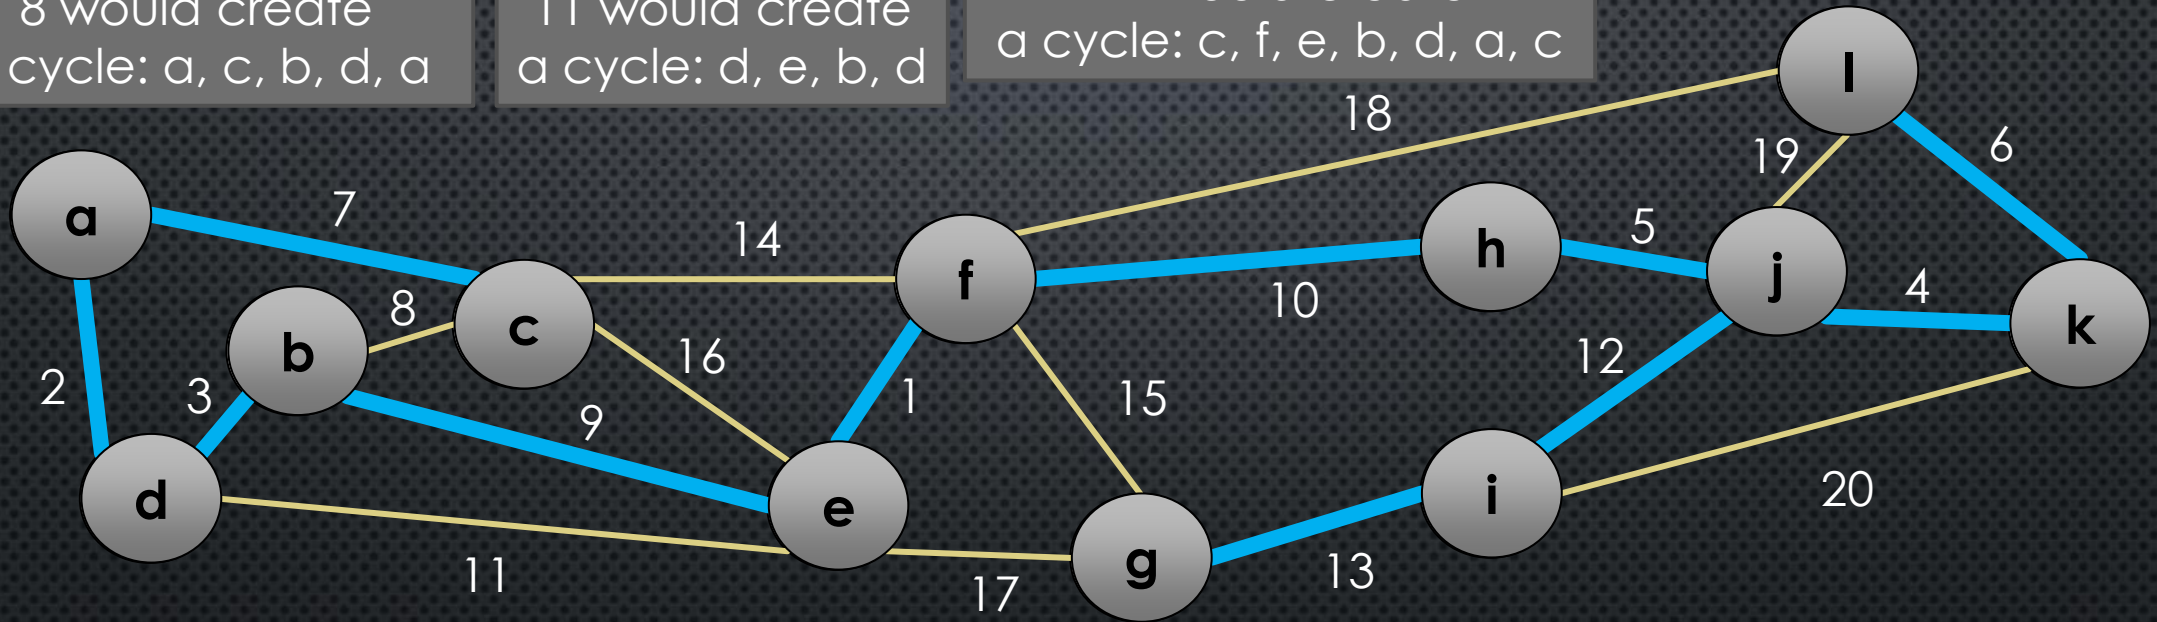 8 would create
cycle: a, c, b, d, a
11 would create
a cycle: d, e, b, d
a cycle: c, f, e, b, d, a, c
l
18
19
6
a
7
14
f
h
5
j
4
k
b
8
c
10
2
3
16
12
9
1
15
d
e
i
20
g
11
17
13